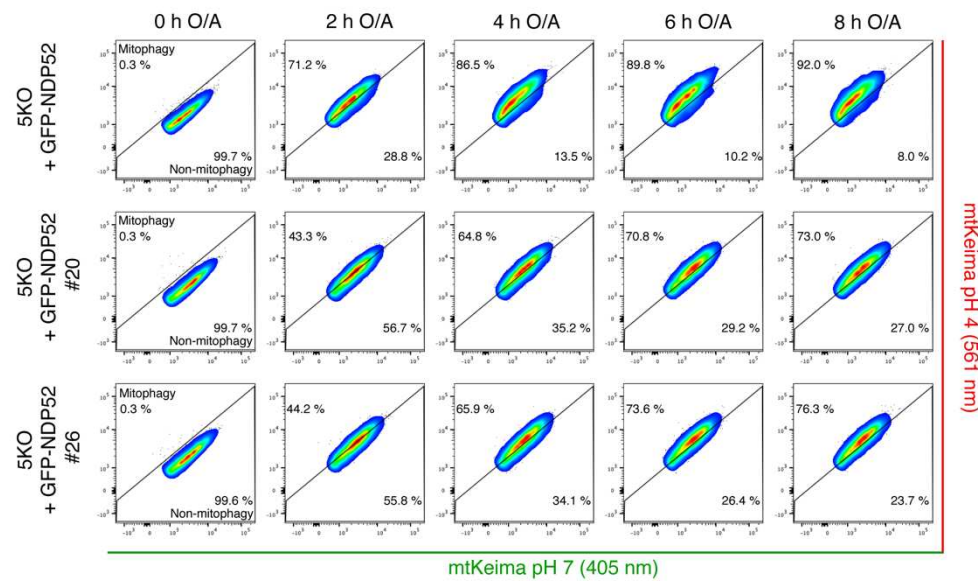 0 h O/A
2 h O/A
4 h O/A
6 h O/A
8 h O/A
5KO
+ GFP-NDP52
Mitophagy
0.3 %
99.7 %
Non-mitophagy
71.2 %
28.8 %
86.5 %
13.5 %
89.8 %
10.2 %
92.0 %
8.0 %
5KO
+ GFP-NDP52
#20
Mitophagy
0.3 %
99.7 %
Non-mitophagy
43.3 %
56.7 %
64.8 %
35.2 %
70.8 %
29.2 %
73.0 %
27.0 %
5KO
+ GFP-NDP52
#26
Mitophagy
0.3 %
99.6 %
Non-mitophagy
44.2 %
55.8 %
65.9 %
34.1 %
73.6 %
26.4 %
76.3 %
23.7 %
mtKeima pH 4 (561 nm)
mtKeima pH 7 (405 nm)